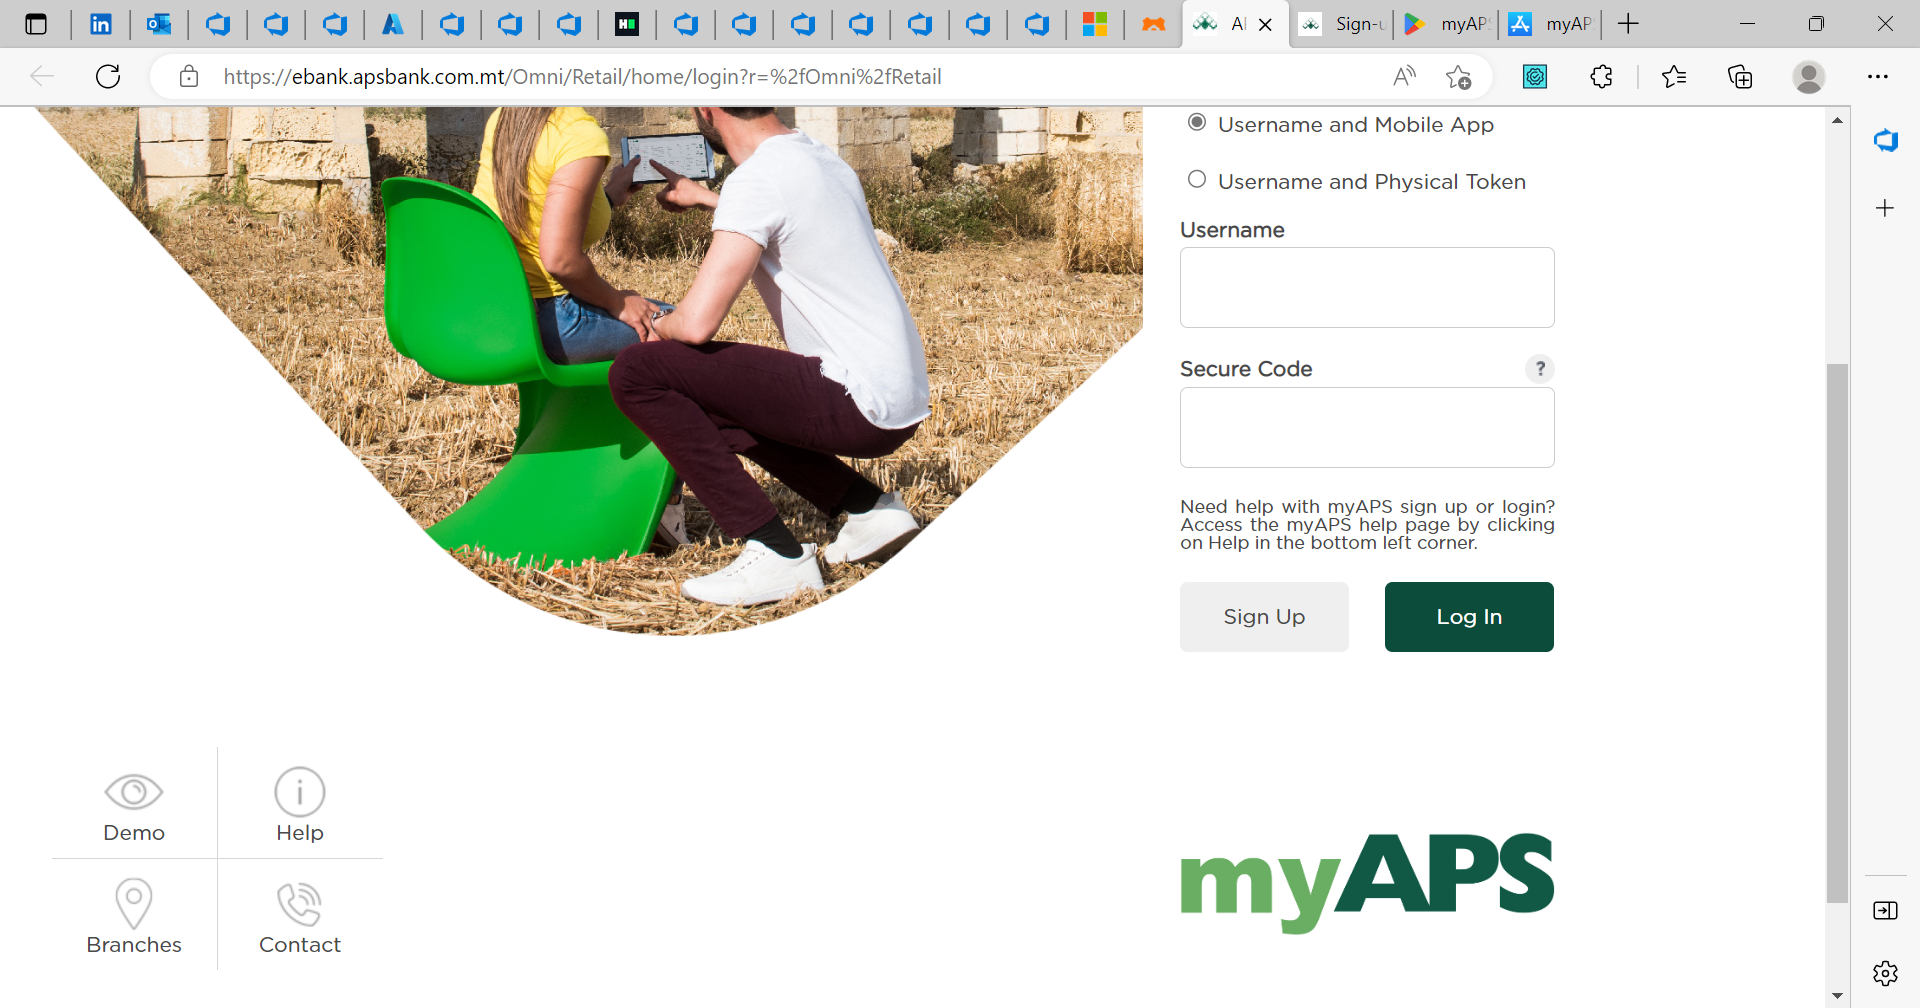 Al
Sign-u
myAPS
myAP
https://ebank.apsbank.com.mt/Omni/Retail/home/login?r=%2fOmni%2fRetail
Username and Mobile App
Username and Physical Token
Username
Secure Code
?
Need help with myAPS sign up or login?
Access the myAPS help page by clicking
on Help in the bottom left corner.
Sign Up
Log In
Demo
Help
Branches
Contact
myAPS